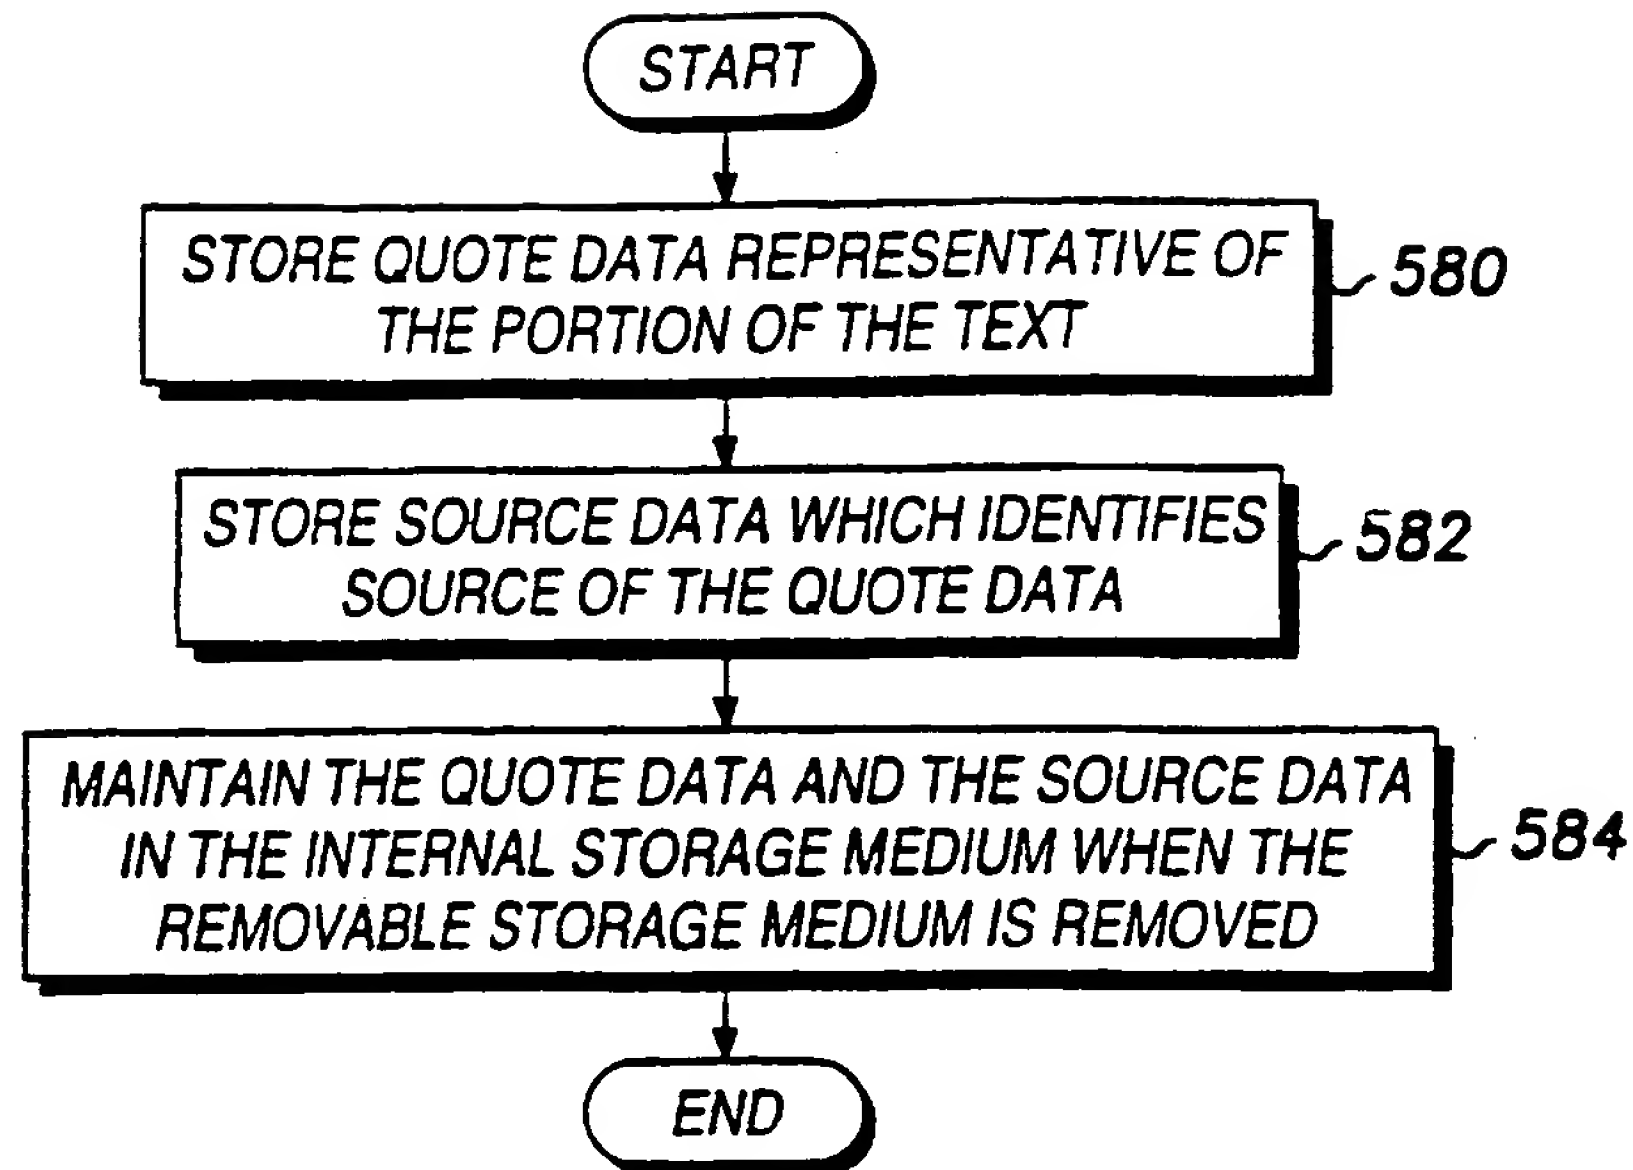 START
STORE QUOTE DATA REPRESENTATIVE OF
THE PORTION OF THE TEXT
580
STORE SOURCE DATA WHICH IDENTIFIES
SOURCE OF THE QUOTE DATA
582
MAINTAIN THE QUOTE DATA AND THE SOURCE DATA
IN THE INTERNAL STORAGE MEDIUM WHEN THE
REMOVABLE STORAGE MEDIUM IS REMOVED
584
END